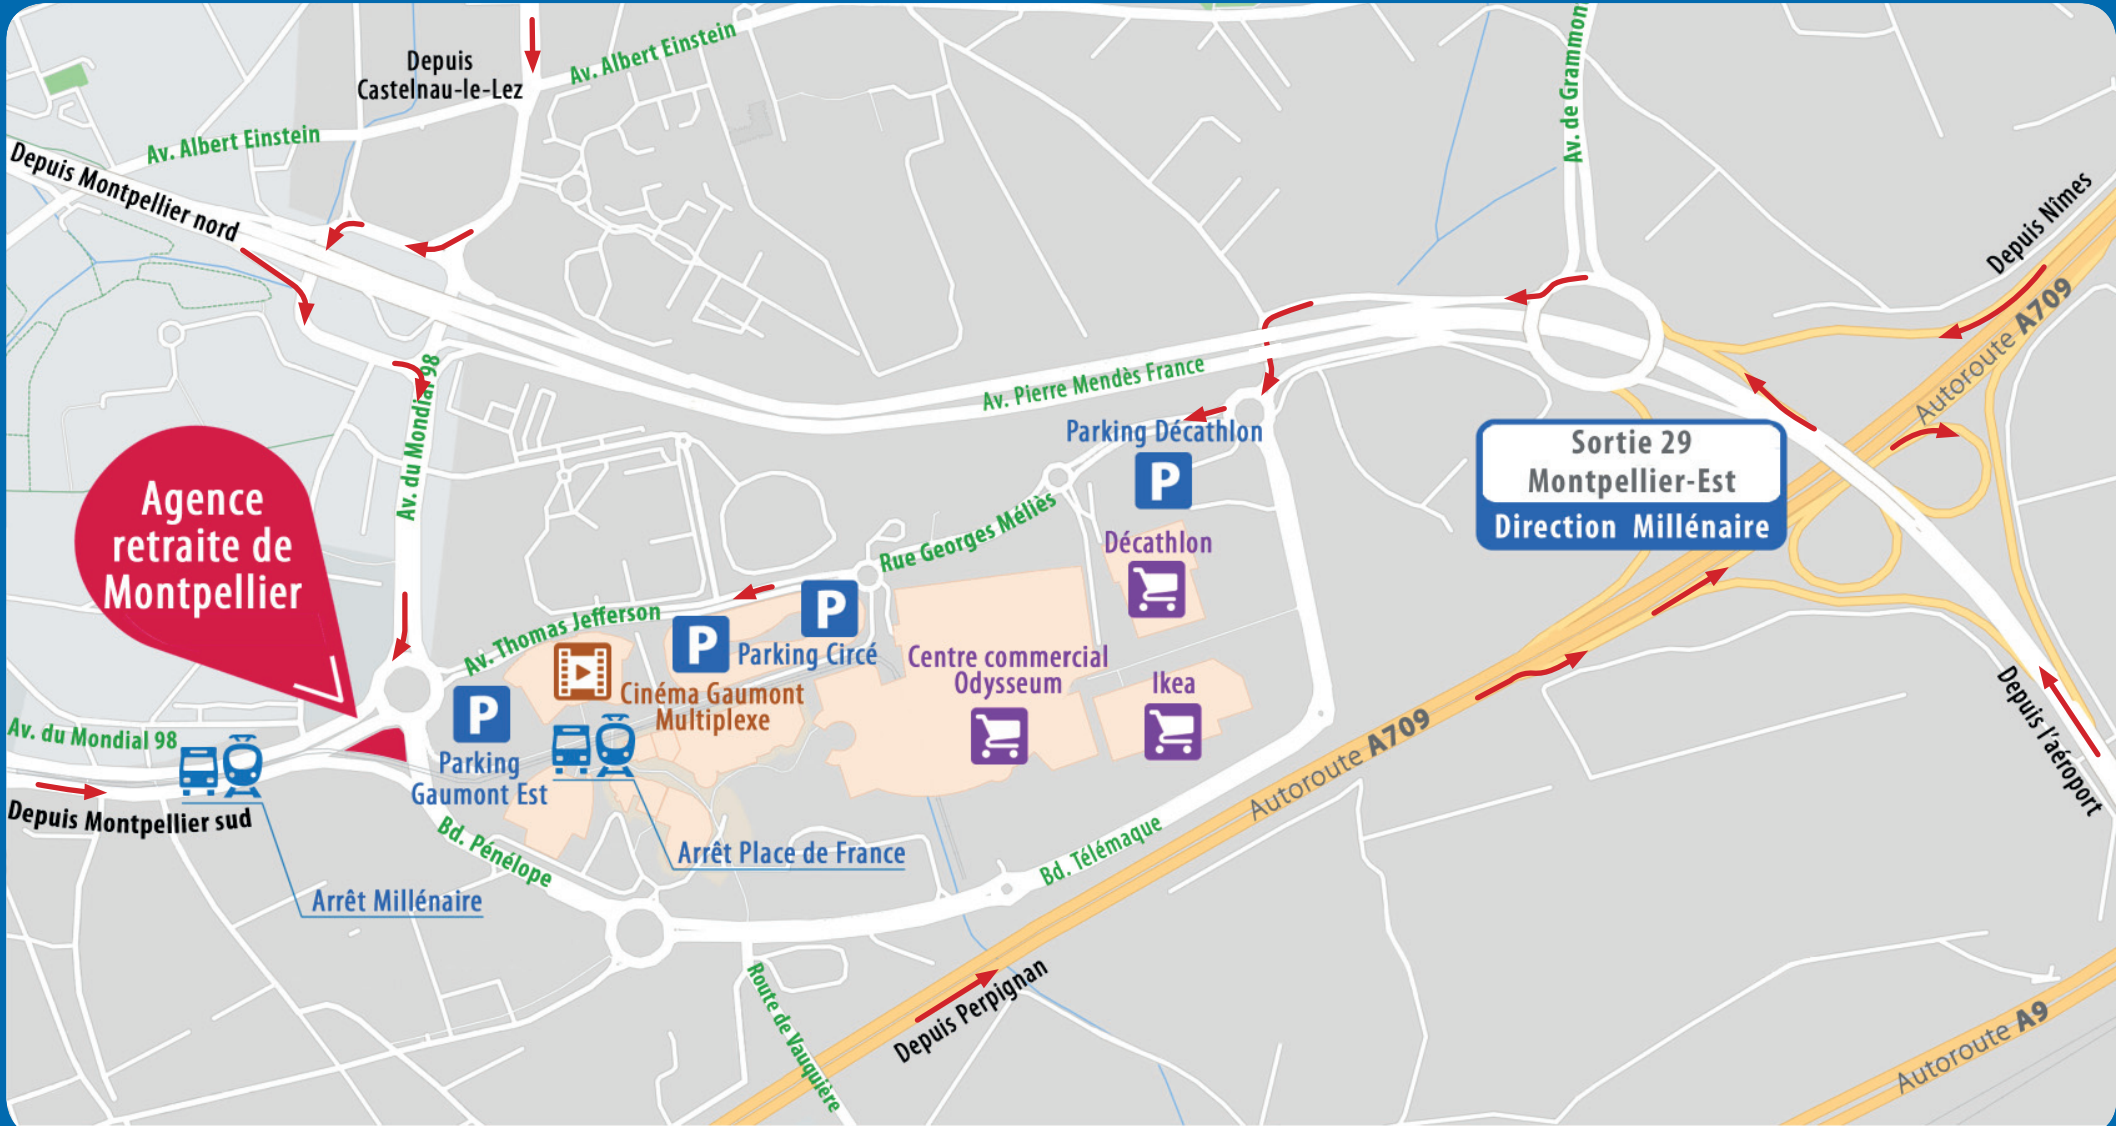 Depuis
Castelnau-le-Lez
Av. Albert Einstein
Av. Albert Einstein
Av. de Grammont
Depuis Montpellier nord
Depuis Nîmes
Autoroute A709
Av. du Mondial 98
Av. Pierre Mendès France
Parking Décathlon
P
Sortie 29
Montpellier-Est
Direction Millénaire
Agence
retraite de
Montpellier
Rue Georges Méliès
Décathlon
Av. Thomas Jefferson
P
P
Parking Circé
Centre commercial
Odysseum
Ikea
Cinéma Gaumont
Multiplexe
P
Parking
Gaumont Est
Av. du Mondial 98
Depuis l'aéroport
Autoroute A709
Depuis Montpellier sud
Bd. Pénélope
Arrêt Place de France
Bd. Télémaque
Arrêt Millénaire
Route de Vauquière
Depuis Perpignan
Autoroute A9